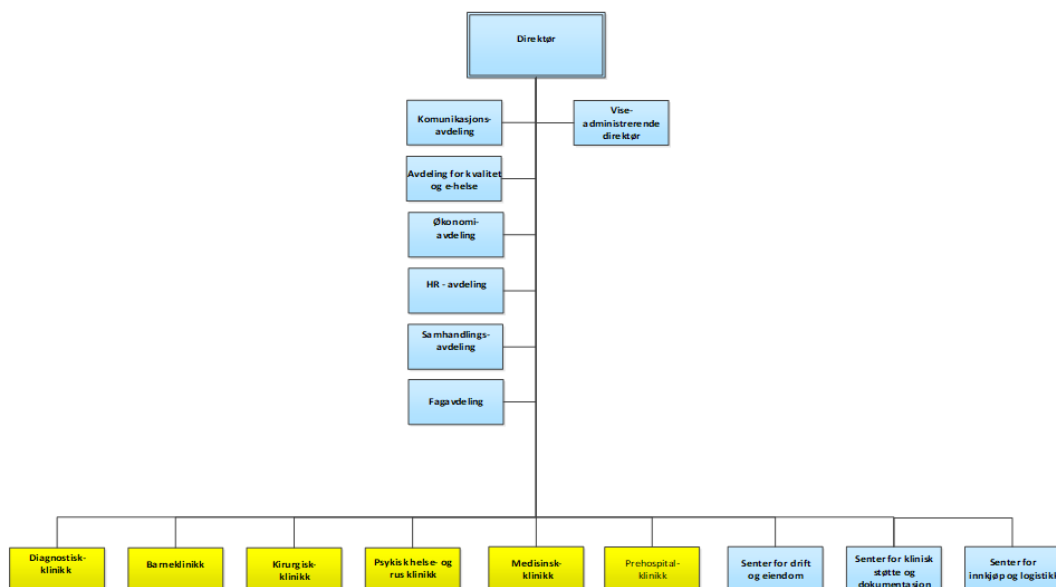 Direktør
Komunikasjons-
avdeling
Vise-
administrerende
direktør
Avdeling for kvalitet
og e-helse
Økonomi-
avdeling
HR - avdeling
Samhandlings-
avdeling
Fagavdeling
Diagnostisk-
klinikk
Barneklinikk
Kirurgisk-
klinikk
Psykisk helse- og
rus klinikk
Medisinsk-
klinikk
Prehospital-
klinikk
Senter for drift
og eiendom
Senter for klinisk
støtte og
dokumentasjon
Senter for
innkjøp og logistikk